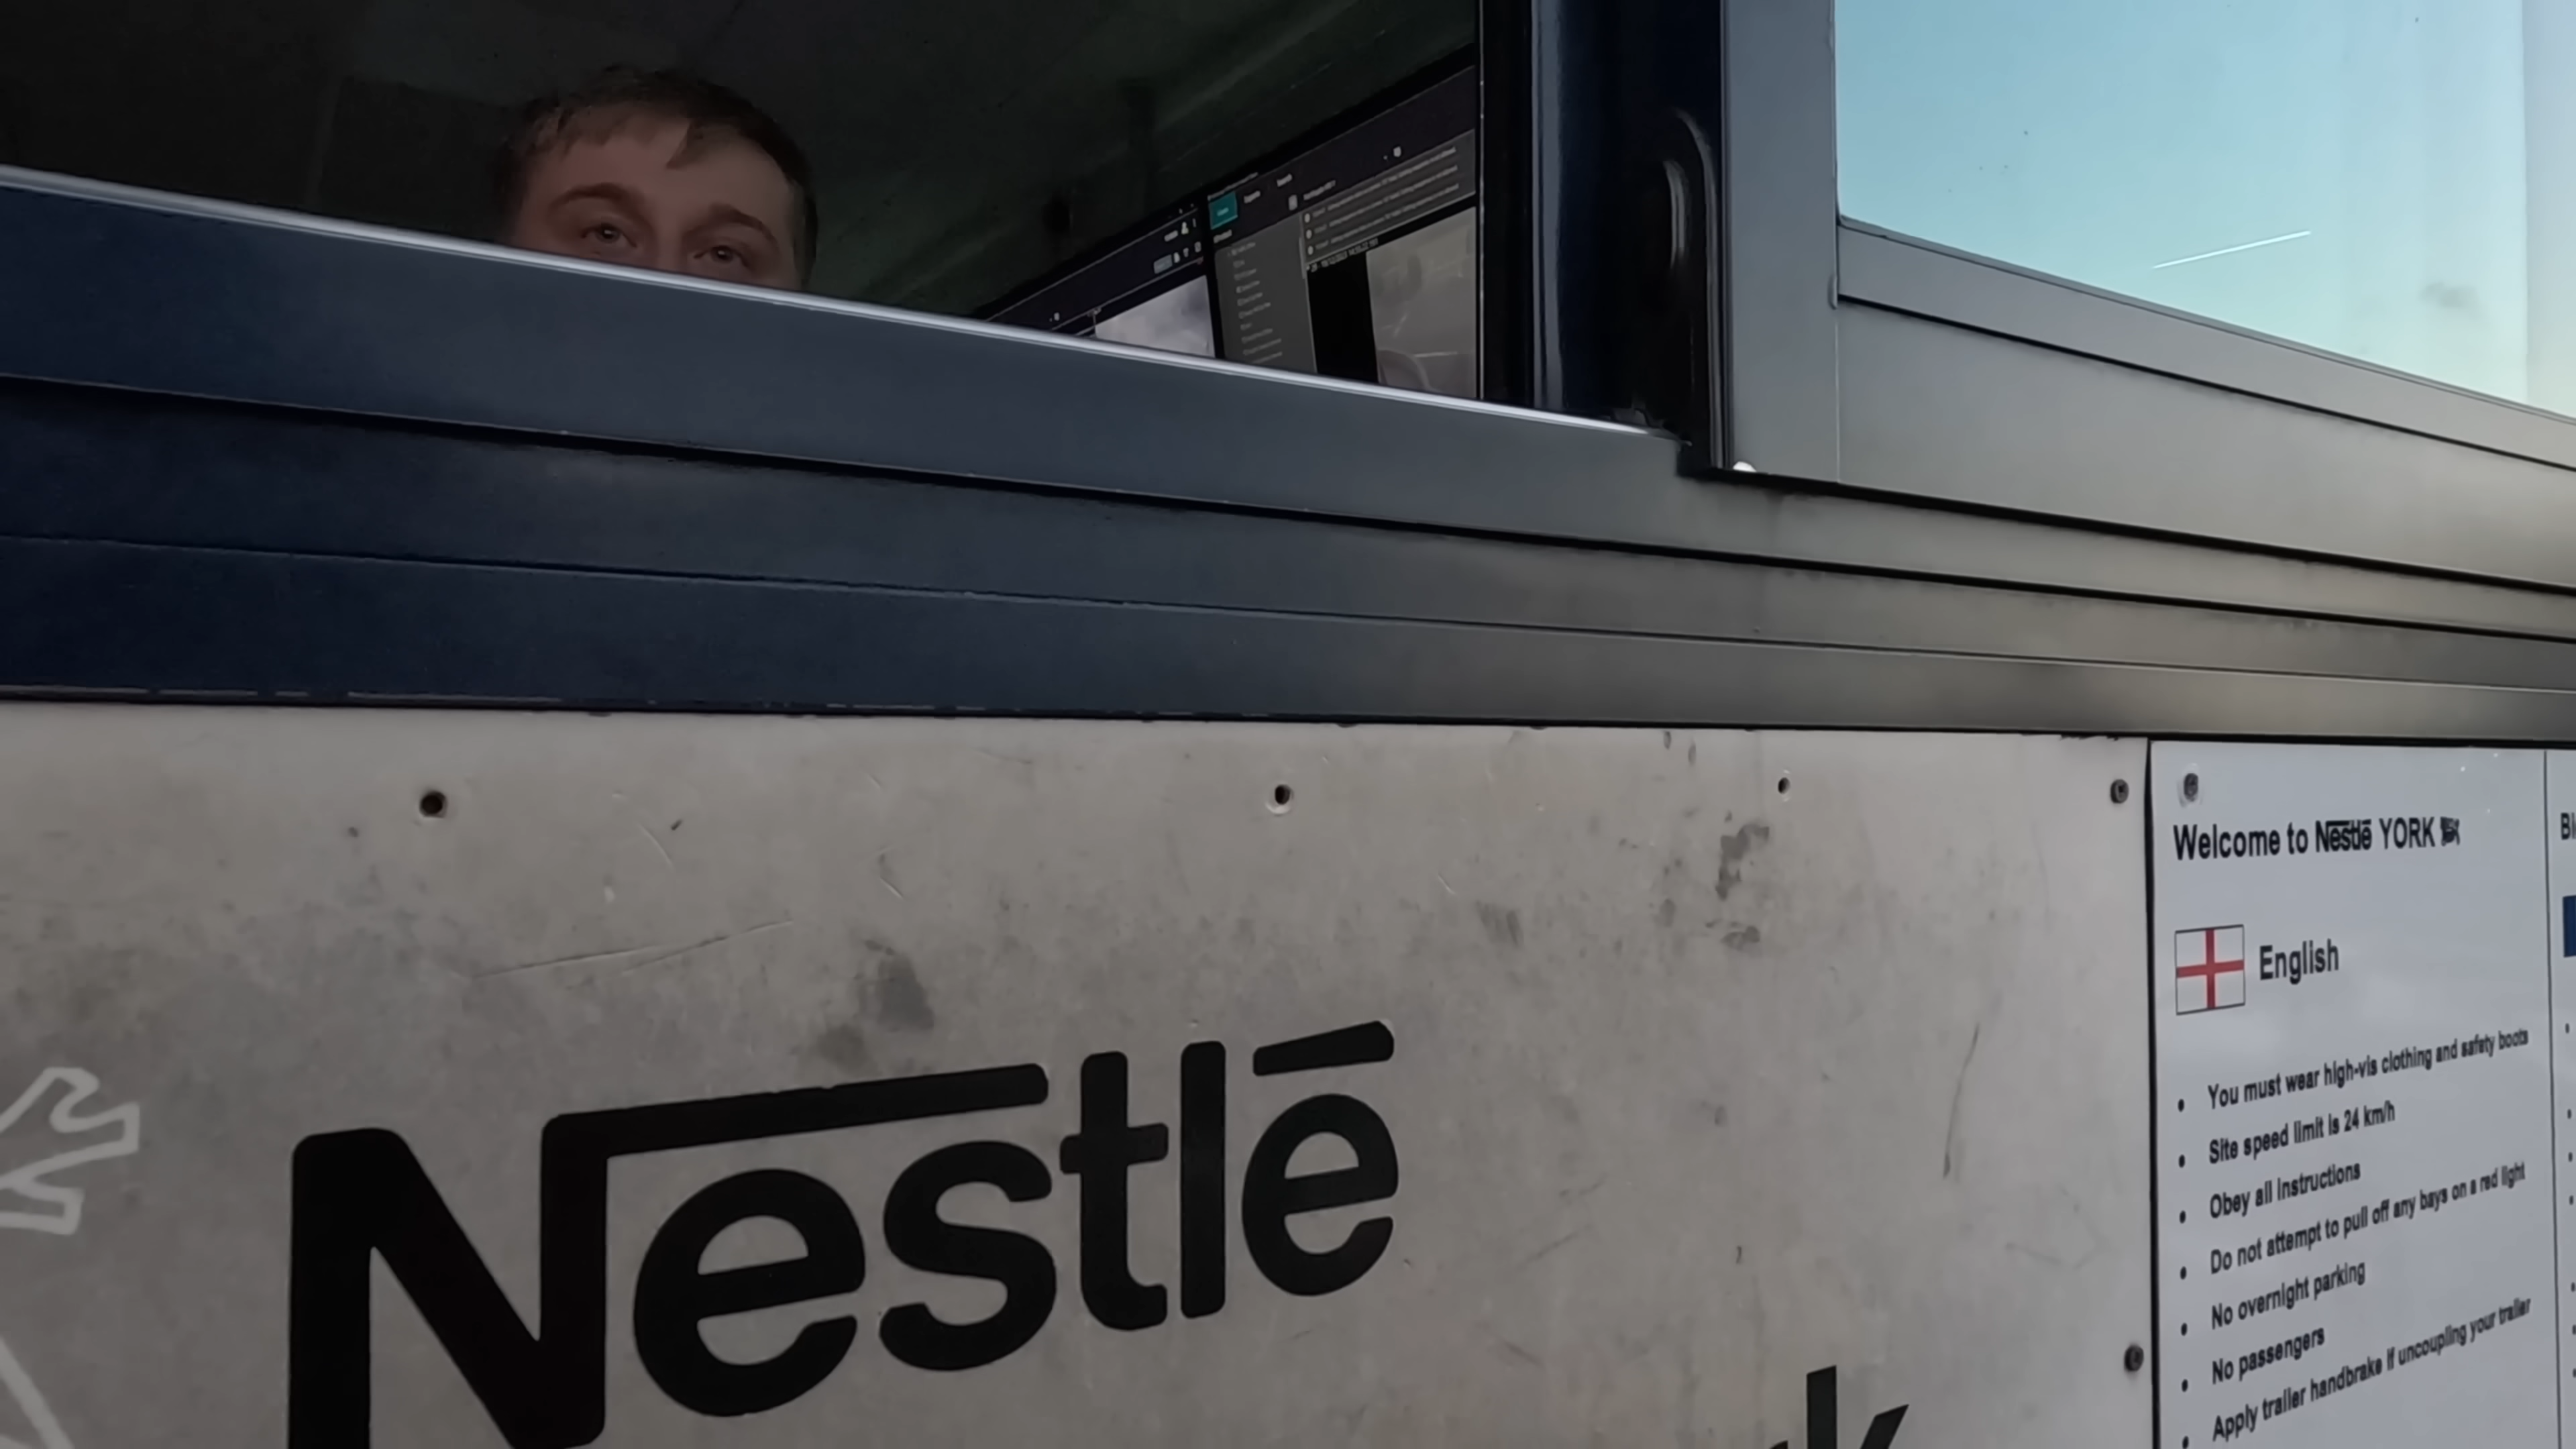 Nestlé
Welcome to Nestlé YORK
English
• You must wear high-vis clothing and safety boots
• Site speed limit is 24 km/h
• Obey all instructions
• Do not attempt to pull off any bays on a red light
• No overnight parking
• No passengers
• Apply trailer handbrake if uncoupling your trailer